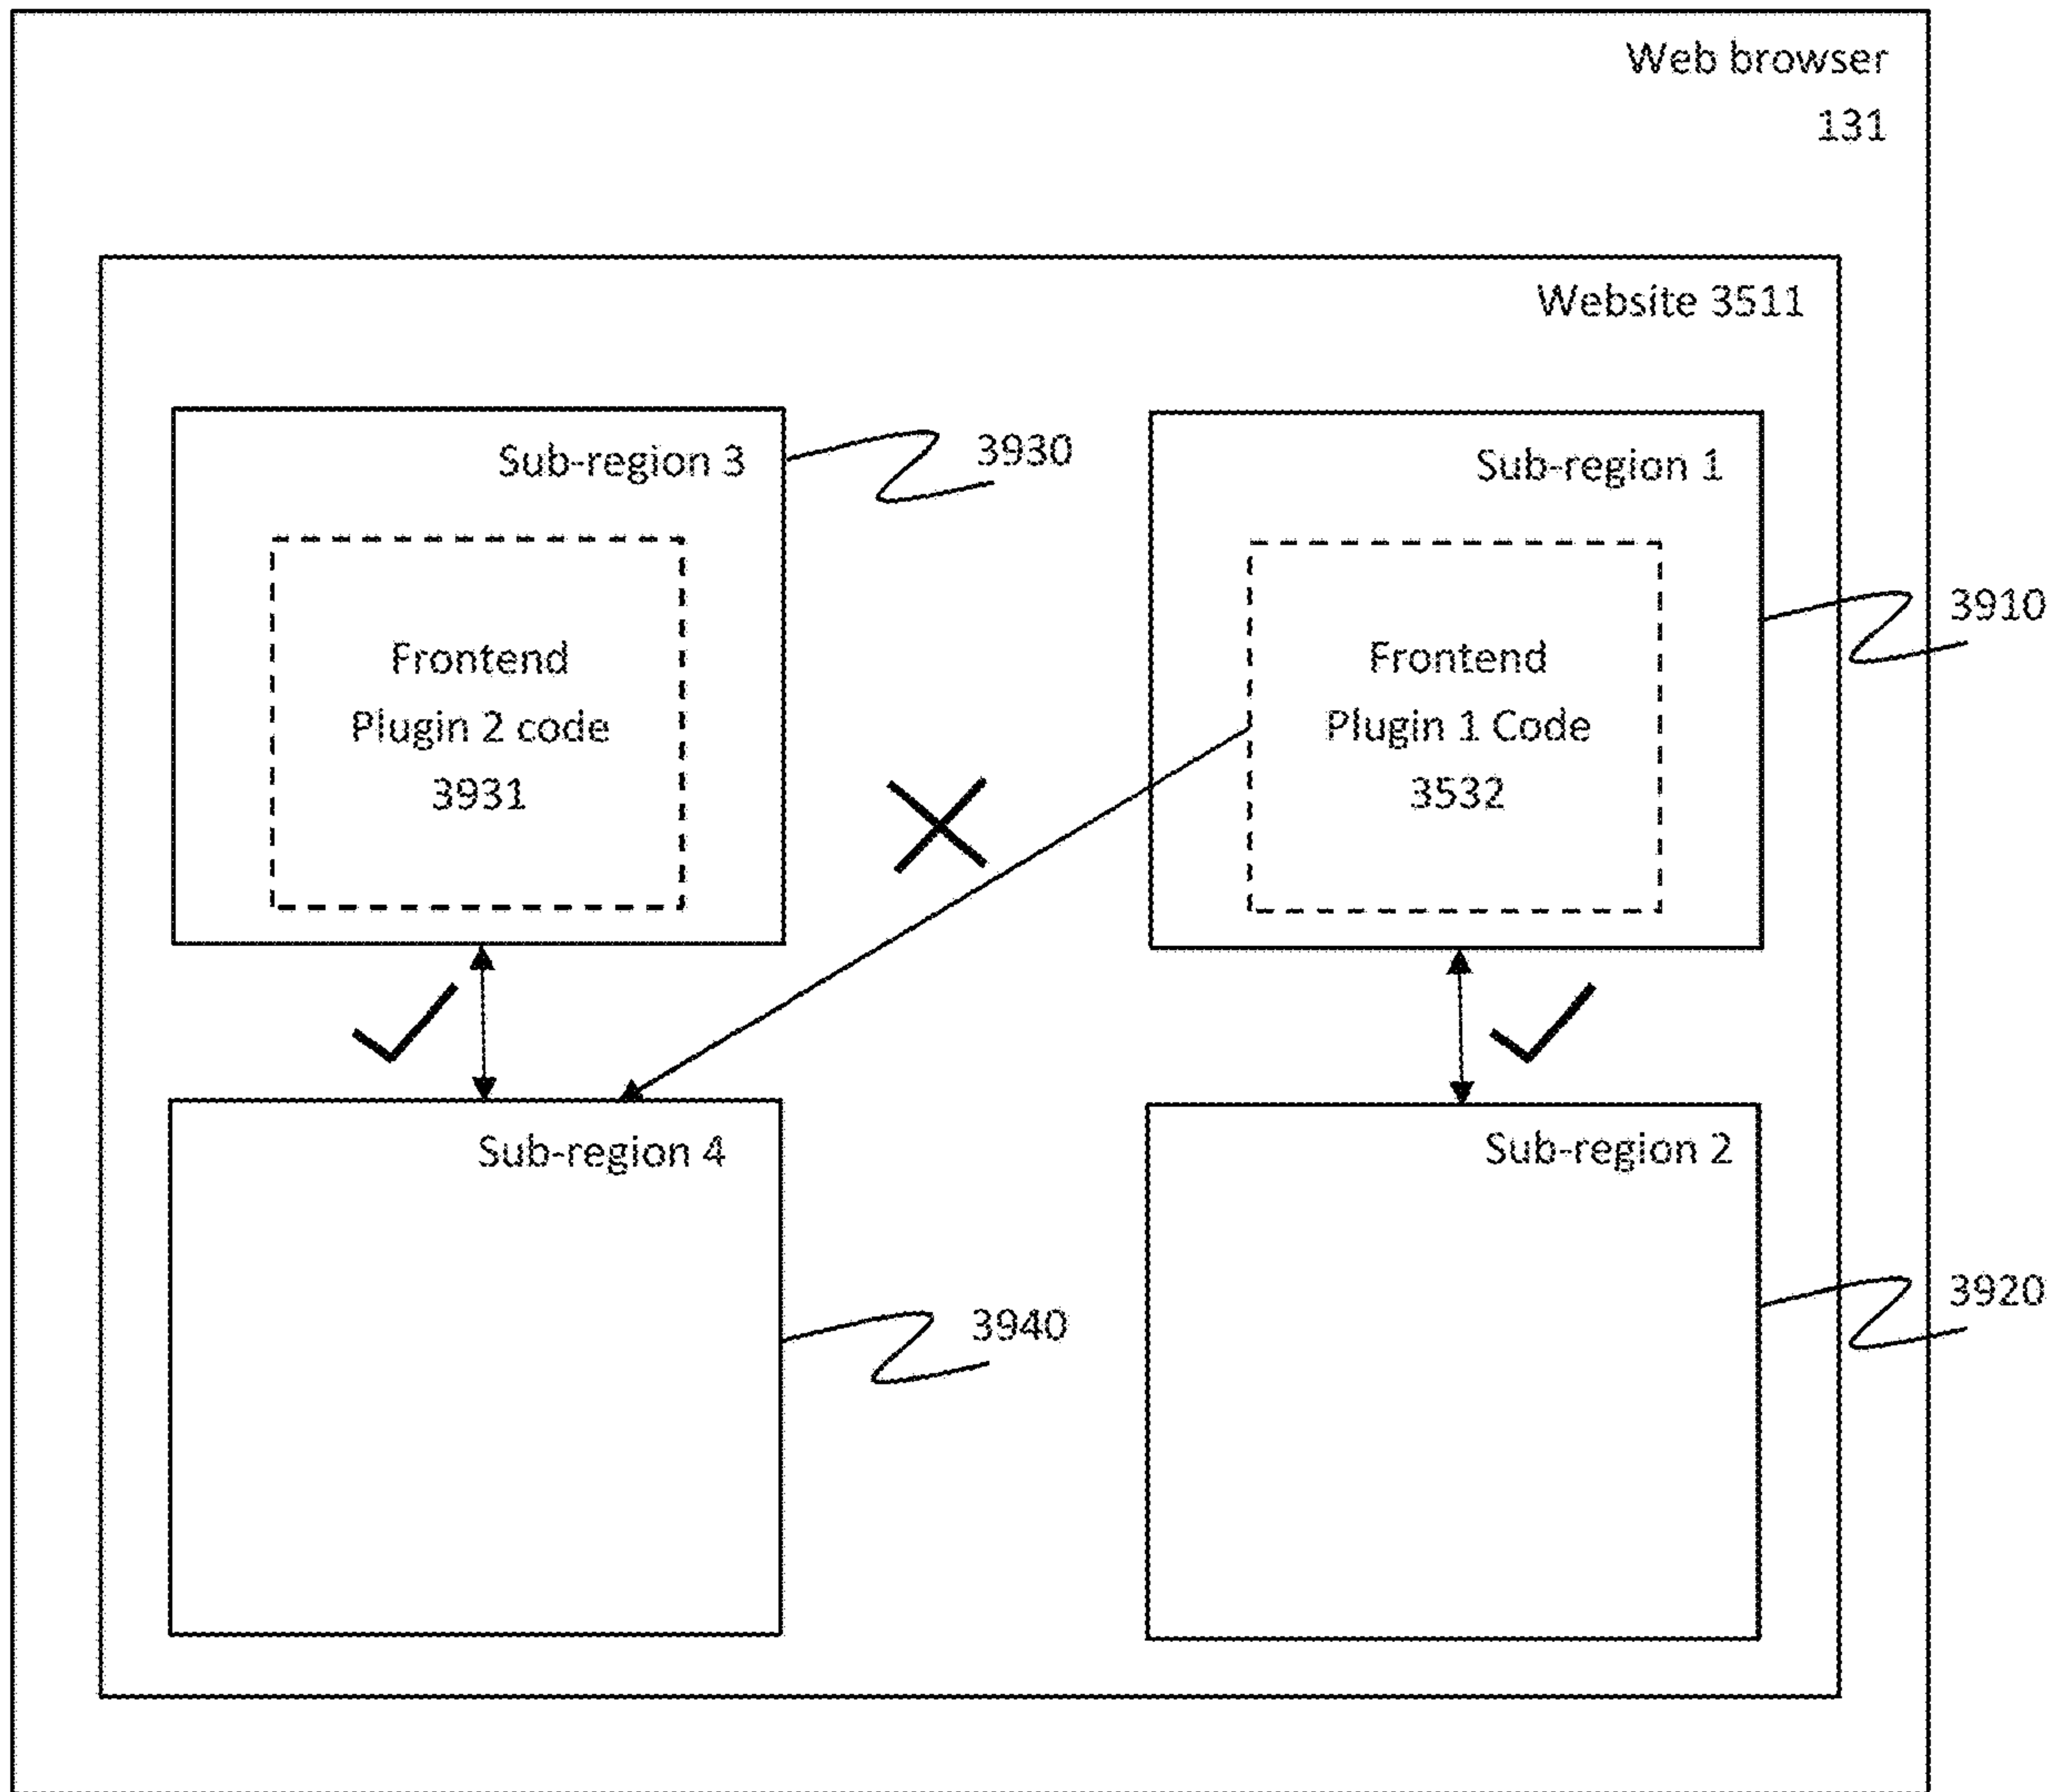 Web browser
131
Website 3511
Sub-region 3
3930
Sub-region 1
Frontend
Plugin 2 code
3931
Frontend
Plugin 1 Code
3532
3910
Sub-region 4
3940
Sub-region 2
3920